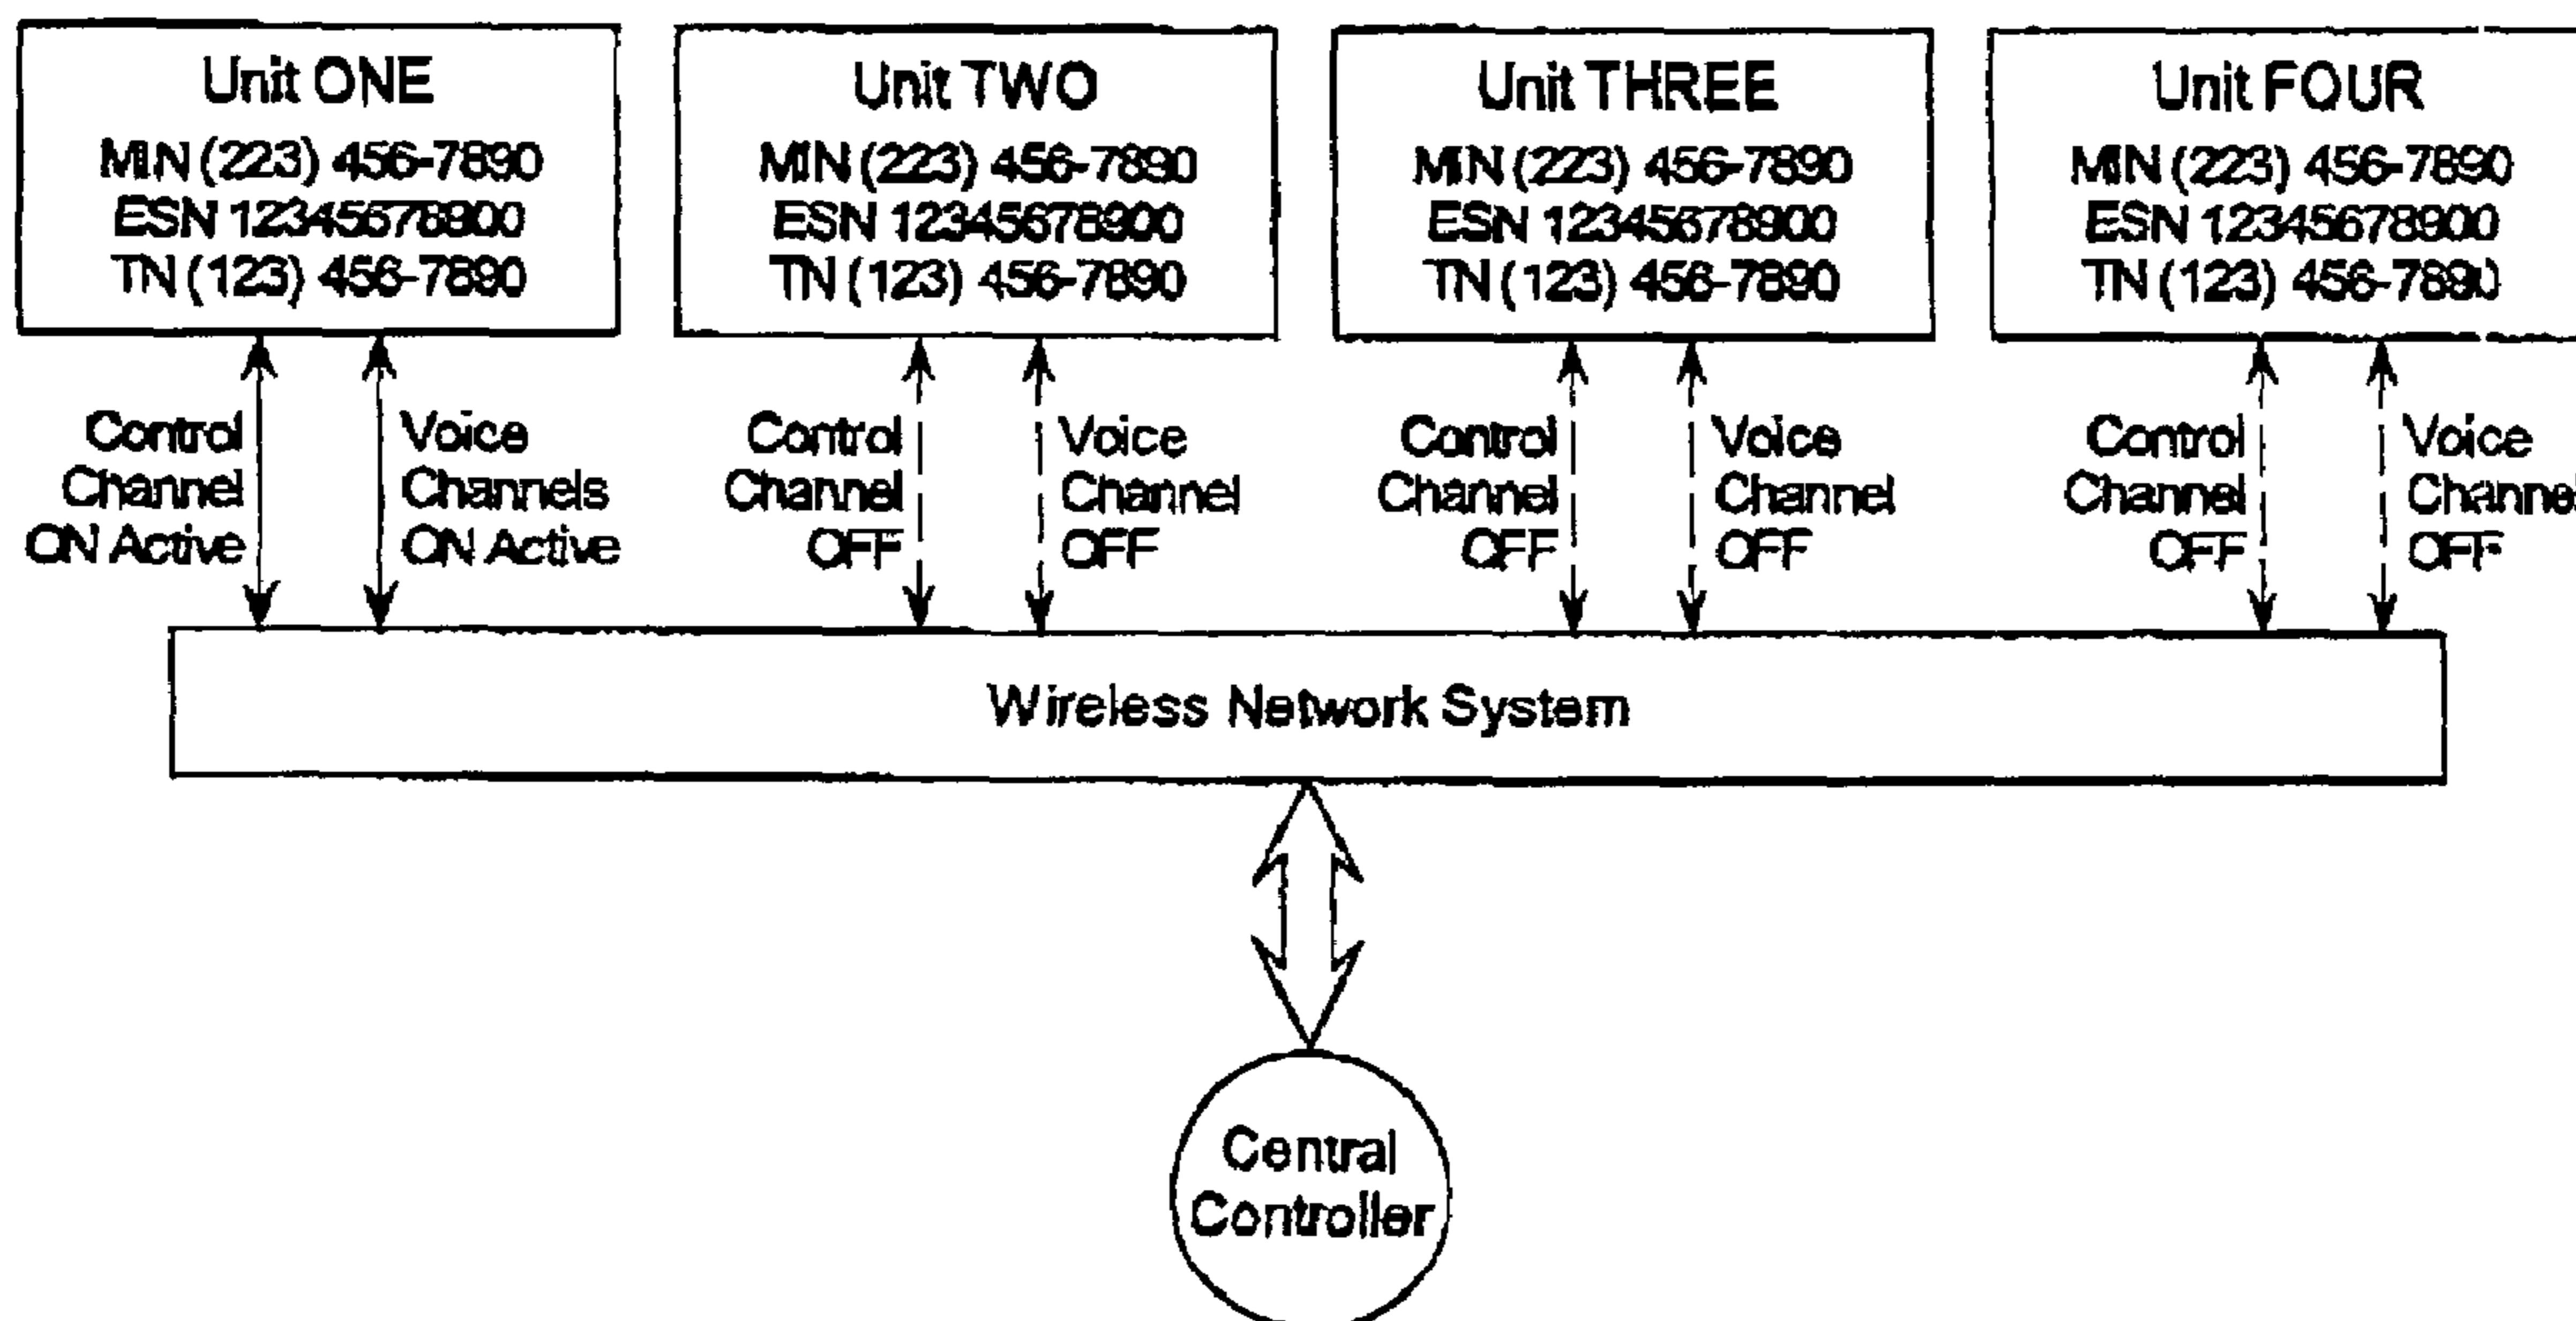 Unit ONE
MIN (223) 456-7890
ESN 12345678900
TN (123) 456-7890
Unit TWO
MIN (223) 456-7890
ESN 12345678900
TN (123) 456-7890
Unit THREE
MIN (223) 456-7890
ESN 12345678900
TN (123) 456-7890
Unit FOUR
MIN (223) 456-7890
ESN 12345678900
TN (123) 456-7890
Control
Channel
ON Active
Voice
Channels
ON Active
Control
Channel
OFF
Voice
Channel
OFF
Control
Channel
OFF
Voice
Channel
OFF
Control
Channel
OFF
Voice
Channel
OFF
Wireless Network System
Central
Controller